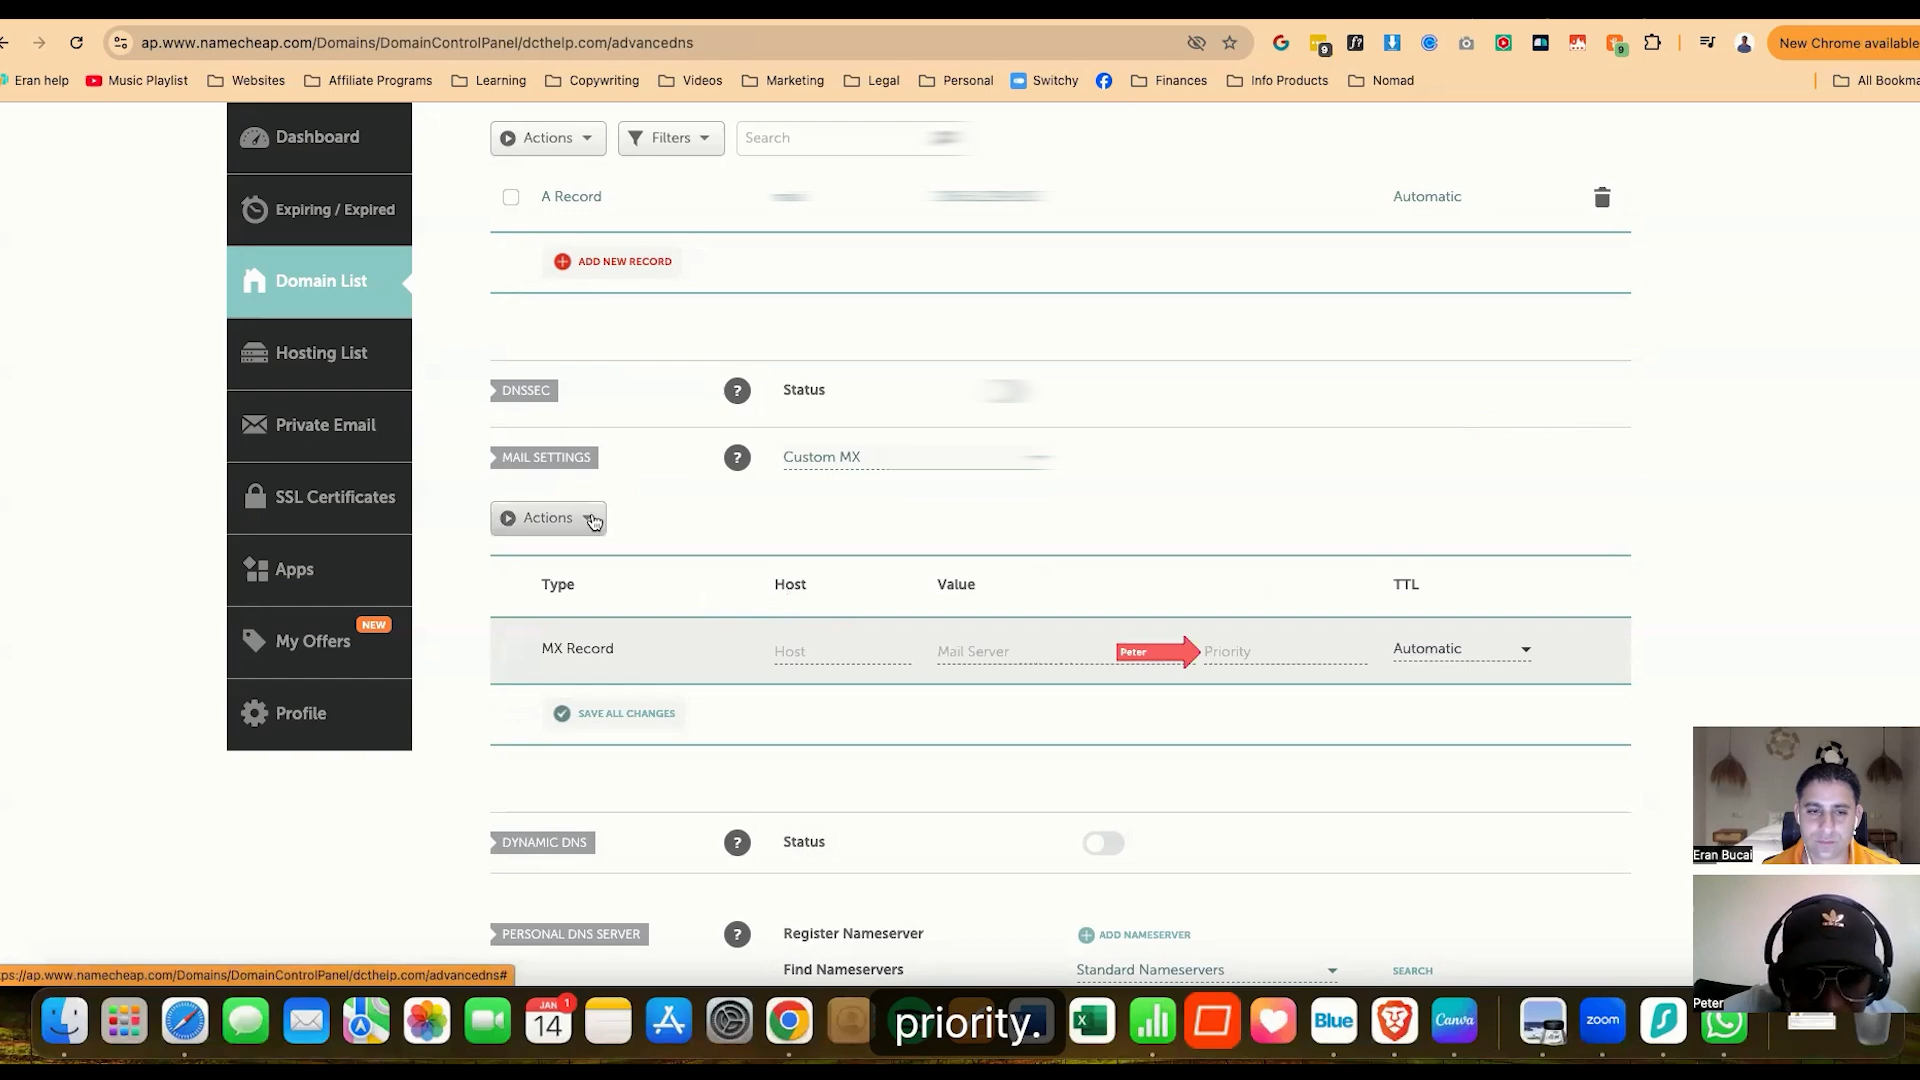 ap.www.namecheap.com/Domains/DomainControlPanel/dcthelp.com/advancedns
9
9
New Chrome available
Eran help
Music Playlist
Websites
Affiliate Programs
Learning
Copywriting
Videos
Marketing
Legal
Personal
Switchy
Finances
Info Products
Nomad
All Bookma
Dashboard
Expiring / Expired
Domain List
Hosting List
Private Email
SSL Certificates
Apps
My Offers
NEW
Profile
Actions
Filters
Search
A Record
Automatic
ADD NEW RECORD
DNSSEC
?
Status
MAIL SETTINGS
?
Custom MX
Actions
Type
Host
Value
TTL
MX Record
Host
Mail Server
Peter
Priority
Automatic
SAVE ALL CHANGES
DYNAMIC DNS
?
Status
PERSONAL DNS SERVER
?
Register Nameserver
ADD NAMESERVER
Find Nameservers
Standard Nameservers
SEARCH
ps://ap.www.namecheap.com/Domains/DomainControlPanel/dcthelp.com/advancedns#
Eran Bucai
Peter
JAN
1
14
priority.
Blue
Canva
zoom